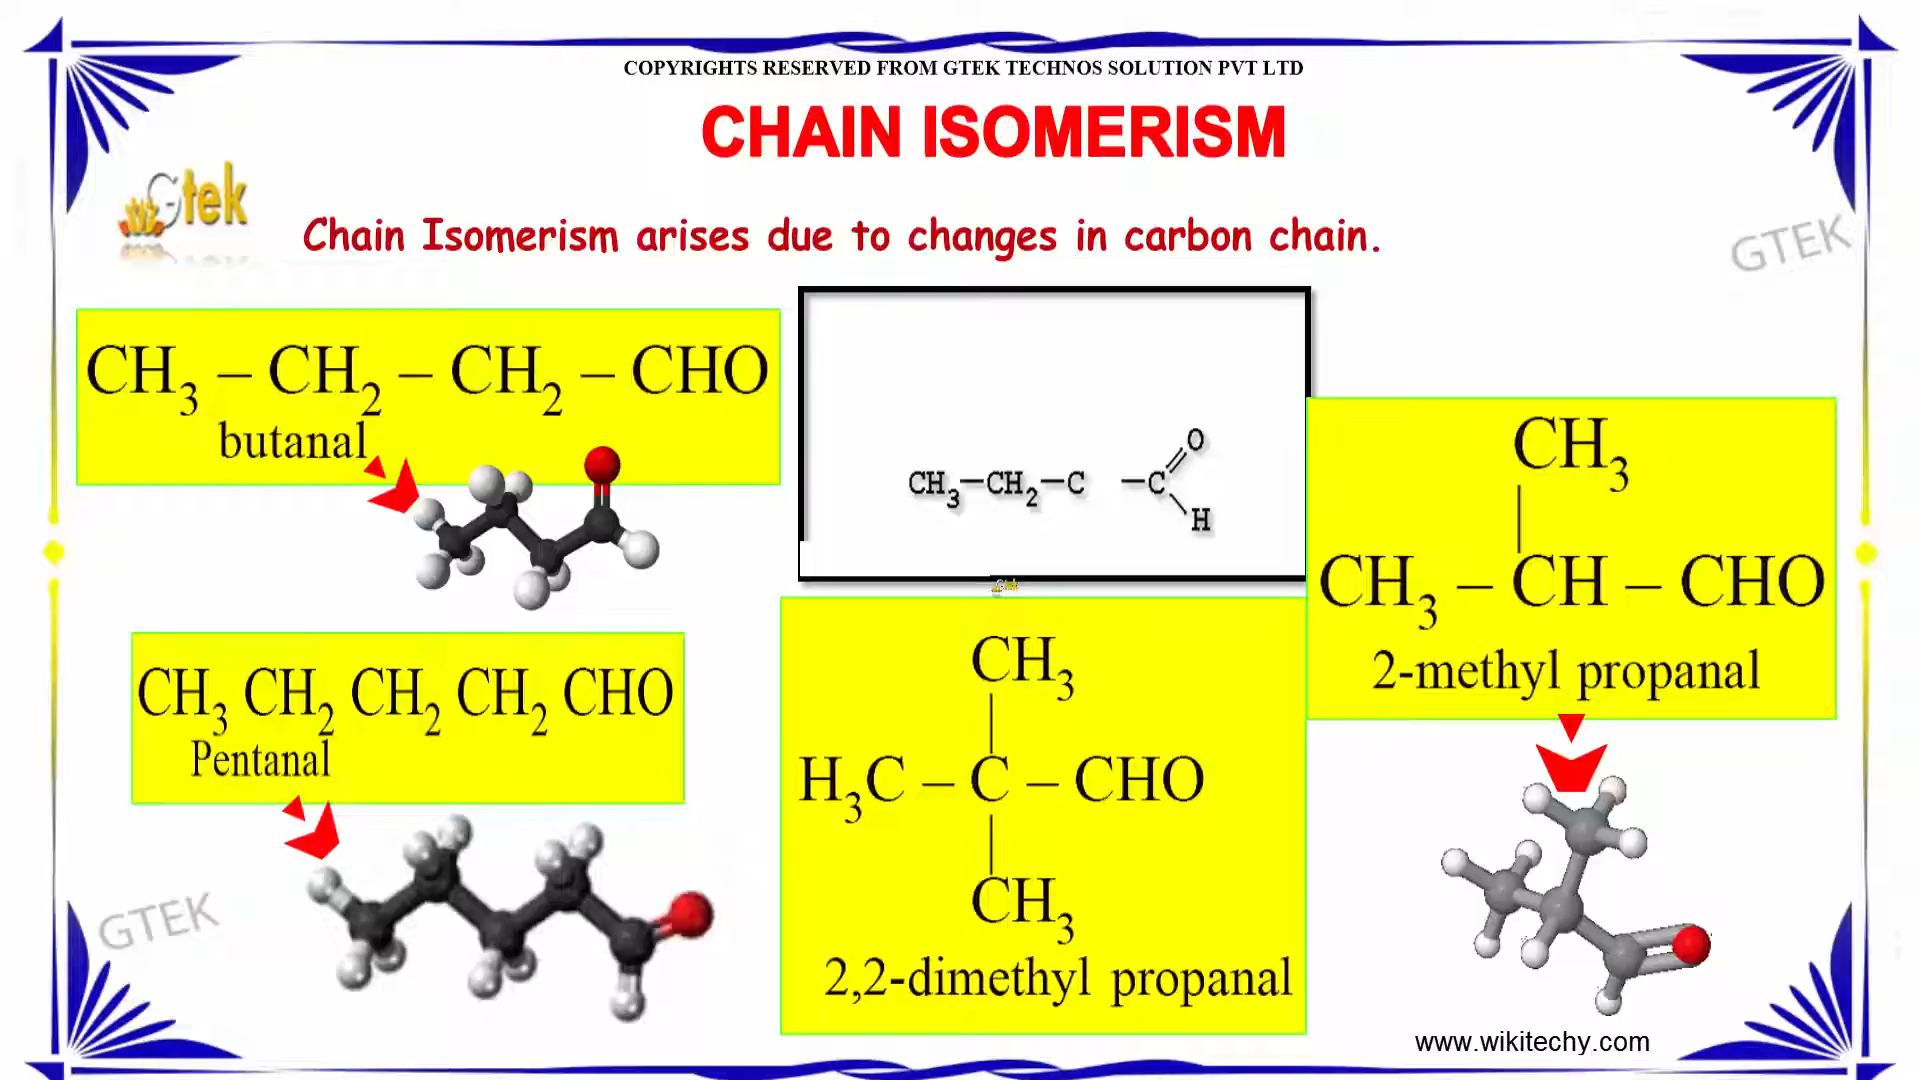 COPYRIGHTS RESERVED FROM GTEK TECHNOS SOLUTION PVT LTD
CHAIN ISOMERISM
Gtek
Chain Isomerism arises due to changes in carbon chain.
GTEK
CH₃ – CH₂ – CH₂ – CHO
butanal
O
CH₃—CH₂—C —C
H
CH₃
CH₃ – CH – CHO
2-methyl propanal
CH₃ CH₂ CH₂ CH₂ CHO
Pentanal
Gtek
CH₃
H₃C – C – CHO
CH₃
2,2-dimethyl propanal
GTEK
www.wikitechy.com